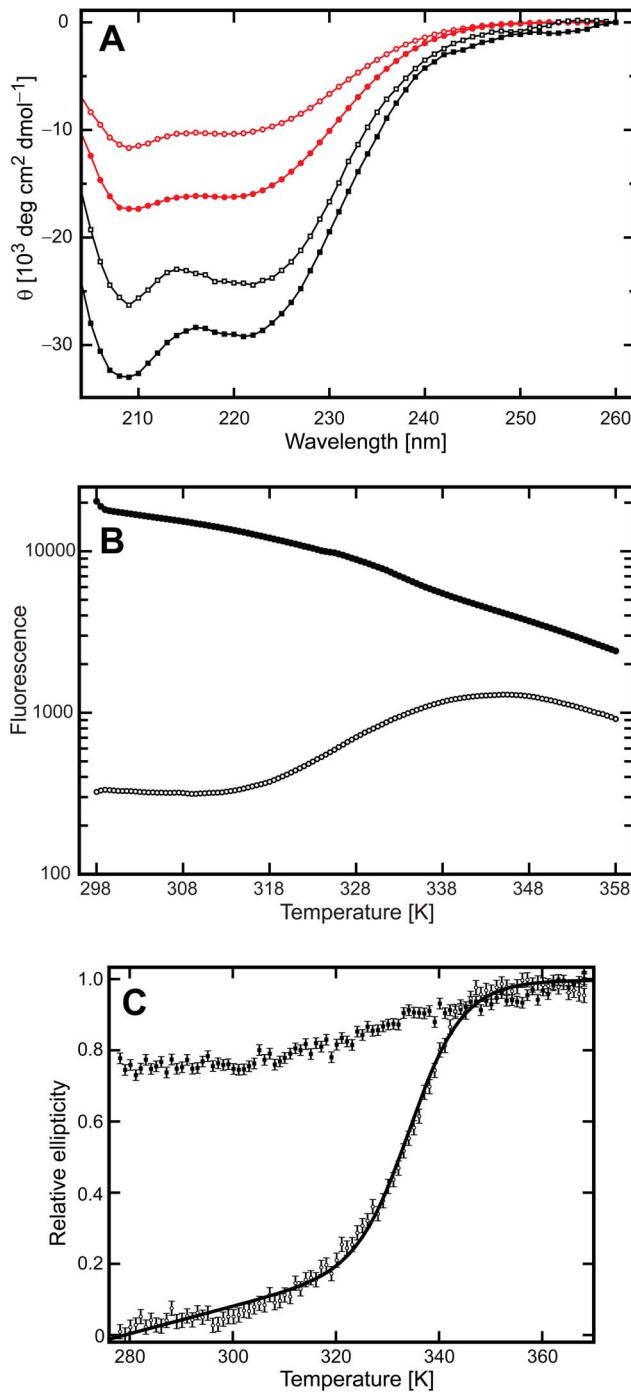 A
0
−10
−20
−30
θ [10³ deg cm² dmol⁻¹]
210 220 230 240 250 260
Wavelength [nm]
B
10000
1000
100
Fluorescence
298 308 318 328 338 348 358
Temperature [K]
C
1.0
0.8
0.6
0.4
0.2
0
Relative ellipticity
280 300 320 340 360
Temperature [K]